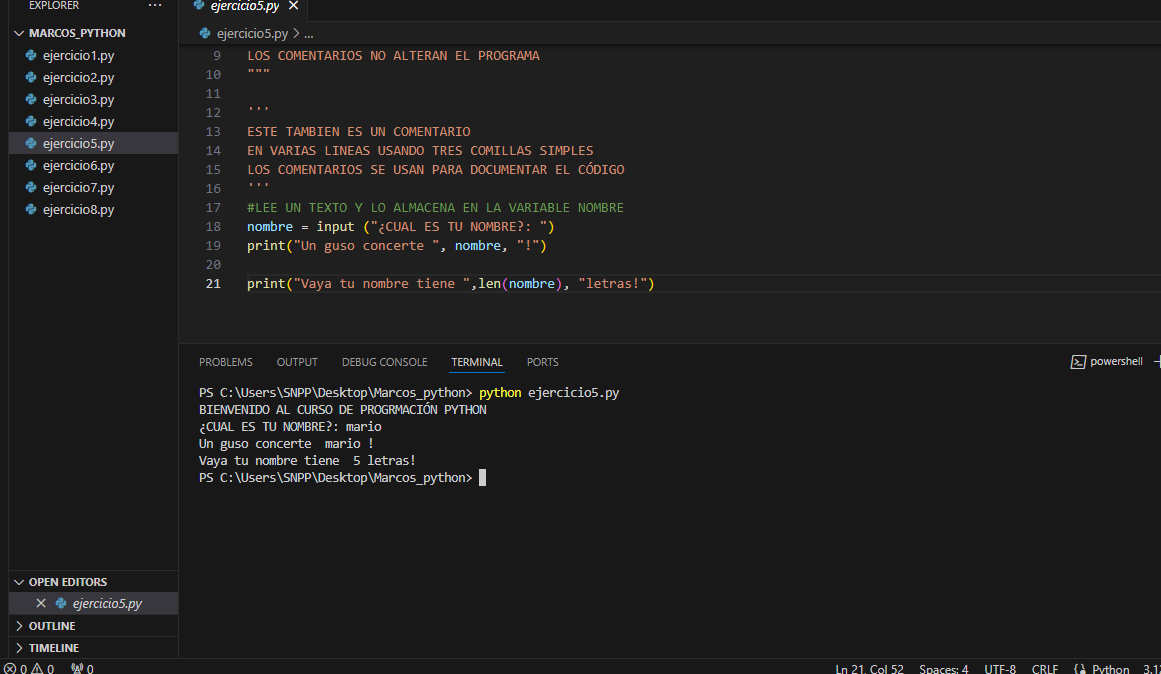 EXPLORER ...
ejercicio5.py
MARCOS_PYTHON
ejercicio1.py
ejercicio2.py
ejercicio3.py
ejercicio4.py
ejercicio5.py
ejercicio6.py
ejercicio7.py
ejercicio8.py
ejercicio5.py > ...
9 LOS COMENTARIOS NO ALTERAN EL PROGRAMA
10 """
11
12 '''
13 ESTE TAMBIEN ES UN COMENTARIO
14 EN VARIAS LINEAS USANDO TRES COMILLAS SIMPLES
15 LOS COMENTARIOS SE USAN PARA DOCUMENTAR EL CÓDIGO
16 '''
17 #LEE UN TEXTO Y LO ALMACENA EN LA VARIABLE NOMBRE
18 nombre = input ("¿CUAL ES TU NOMBRE?: ")
19 print("Un guso concerte ", nombre, "!")
20
21 print("Vaya tu nombre tiene ",len(nombre), "letras!")
PROBLEMS OUTPUT DEBUG CONSOLE TERMINAL PORTS powershell
PS C:\Users\SNPP\Desktop\Marcos_python> python ejercicio5.py
BIENVENIDO AL CURSO DE PROGRMACIÓN PYTHON
¿CUAL ES TU NOMBRE?: mario
Un guso concerte  mario !
Vaya tu nombre tiene  5 letras!
PS C:\Users\SNPP\Desktop\Marcos_python>
OPEN EDITORS
ejercicio5.py
OUTLINE
TIMELINE
0 0 0 Ln 21, Col 52 Spaces: 4 UTF-8 CRLF Python